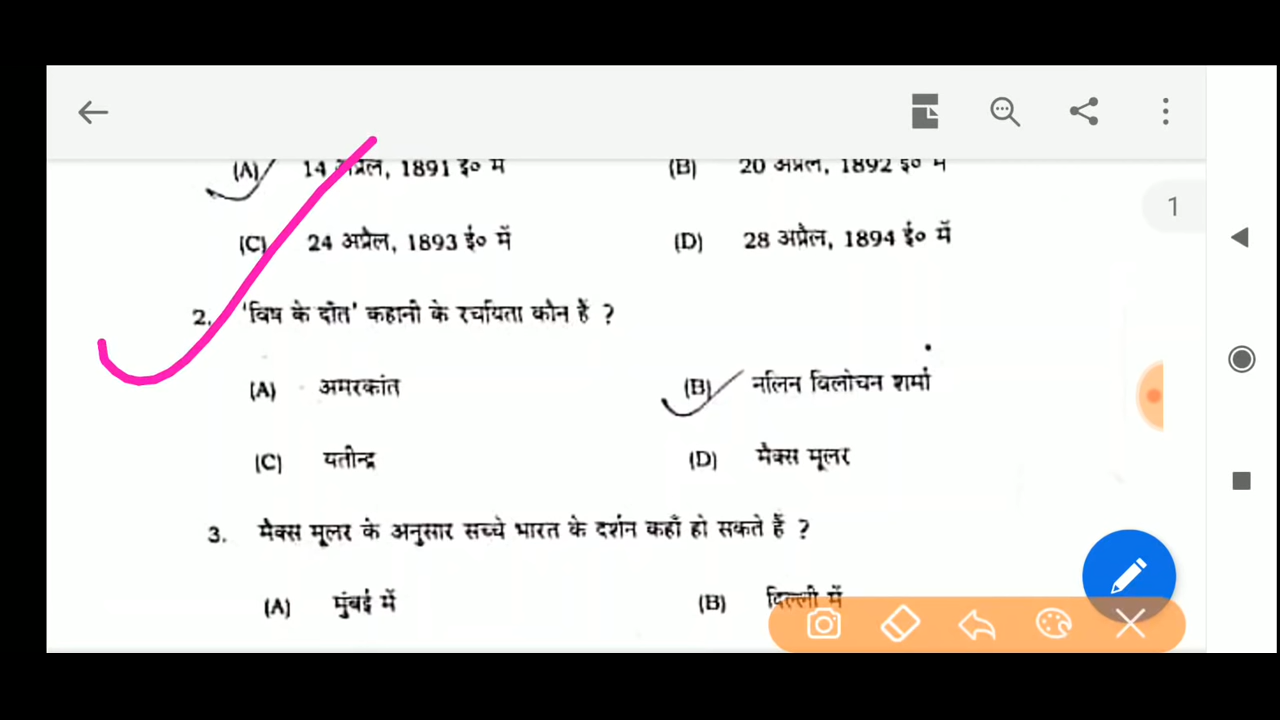 1
(A) 14 अप्रैल, 1891 ई० में (B) 20 अप्रैल, 1892 ई० में
(C) 24 अप्रैल, 1893 ई० में (D) 28 अप्रैल, 1894 ई० में
2. 'विष के दाँत' कहानी के रचयिता कौन हैं ?
(A) अमरकांत (B) नलिन विलोचन शर्मा
(C) यतीन्द्र (D) मैक्स मूलर
3. मैक्स मूलर के अनुसार सच्चे भारत के दर्शन कहाँ हो सकते हैं ?
(A) मुंबई में (B) दिल्ली में